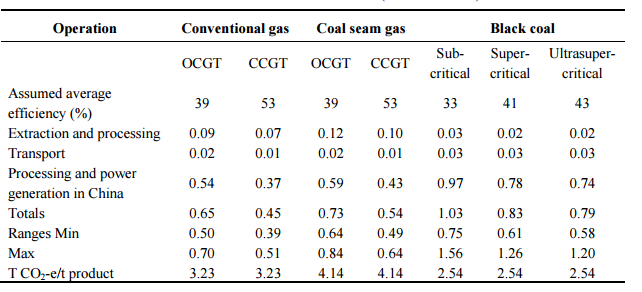 Operation Conventional gas Coal seam gas Black coal
OCGT CCGT OCGT CCGT Sub-critical Super-critical Ultrasuper-critical
Assumed average
efficiency (%) 39 53 39 53 33 41 43
Extraction and processing 0.09 0.07 0.12 0.10 0.03 0.02 0.02
Transport 0.02 0.01 0.02 0.01 0.03 0.03 0.03
Processing and power
generation in China 0.54 0.37 0.59 0.43 0.97 0.78 0.74
Totals 0.65 0.45 0.73 0.54 1.03 0.83 0.79
Ranges Min 0.50 0.39 0.64 0.49 0.75 0.61 0.58
Max 0.70 0.51 0.84 0.64 1.56 1.26 1.20
T CO₂-e/t product 3.23 3.23 4.14 4.14 2.54 2.54 2.54